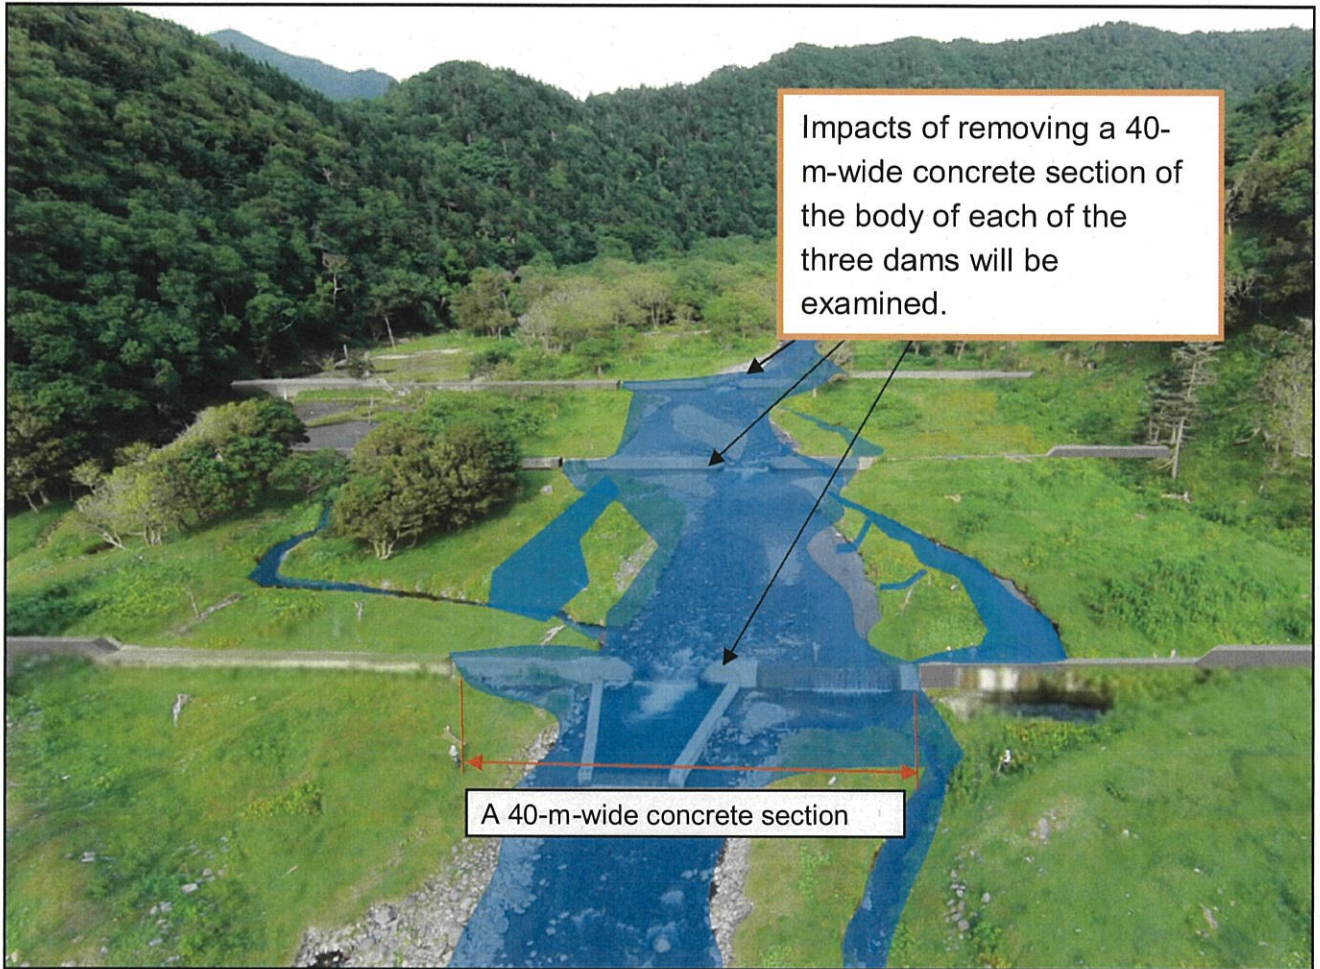 Impacts of removing a 40-
m-wide concrete section of
the body of each of the
three dams will be
examined.
A 40-m-wide concrete section